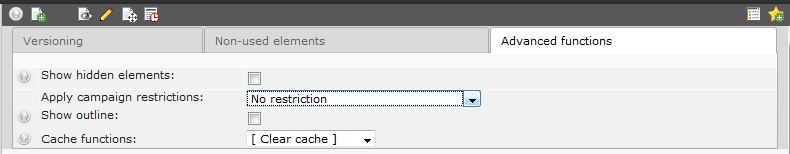 Versioning Non-used elements Advanced functions
Show hidden elements:
Apply campaign restrictions: No restriction
Show outline:
Cache functions: [ Clear cache ]